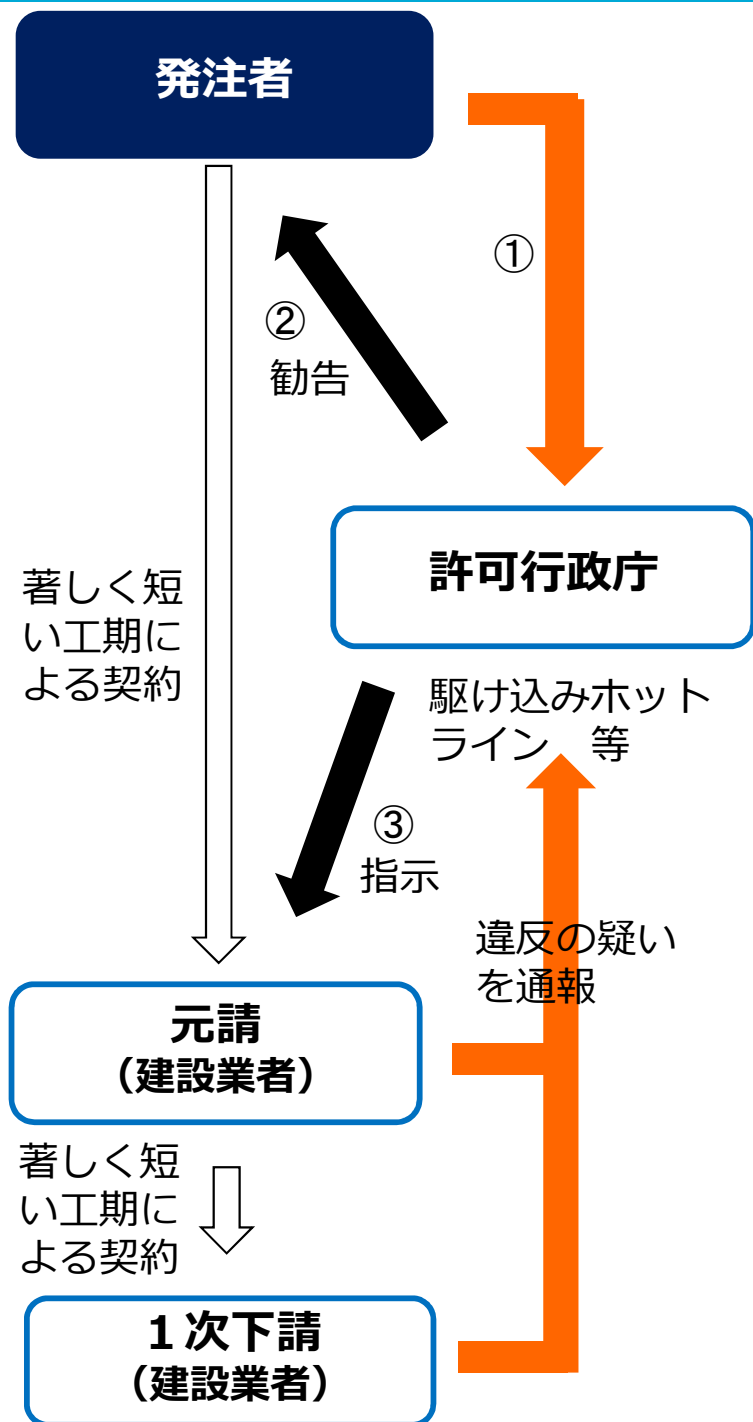 発注者
①
②
勧告
許可行政庁
著しく短
い工期に
よる契約
駆け込みホット
ライン　等
③
指示
違反の疑い
を通報
元請
（建設業者）
著しく短
い工期に
よる契約
１次下請
（建設業者）